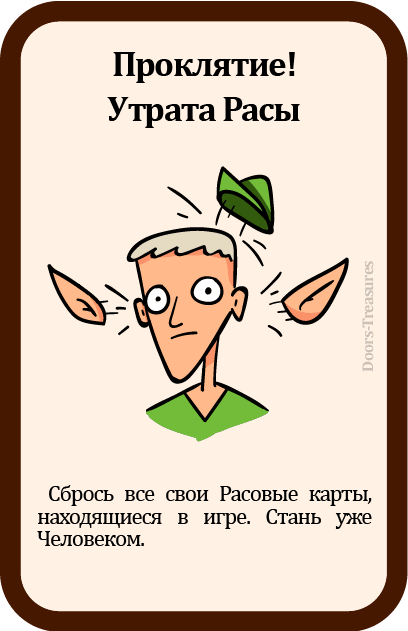 Проклятие!
Утрата Расы
Doors-Treasures
Сбрось все свои Расовые карты,
находящиеся в игре. Стань уже
Человеком.